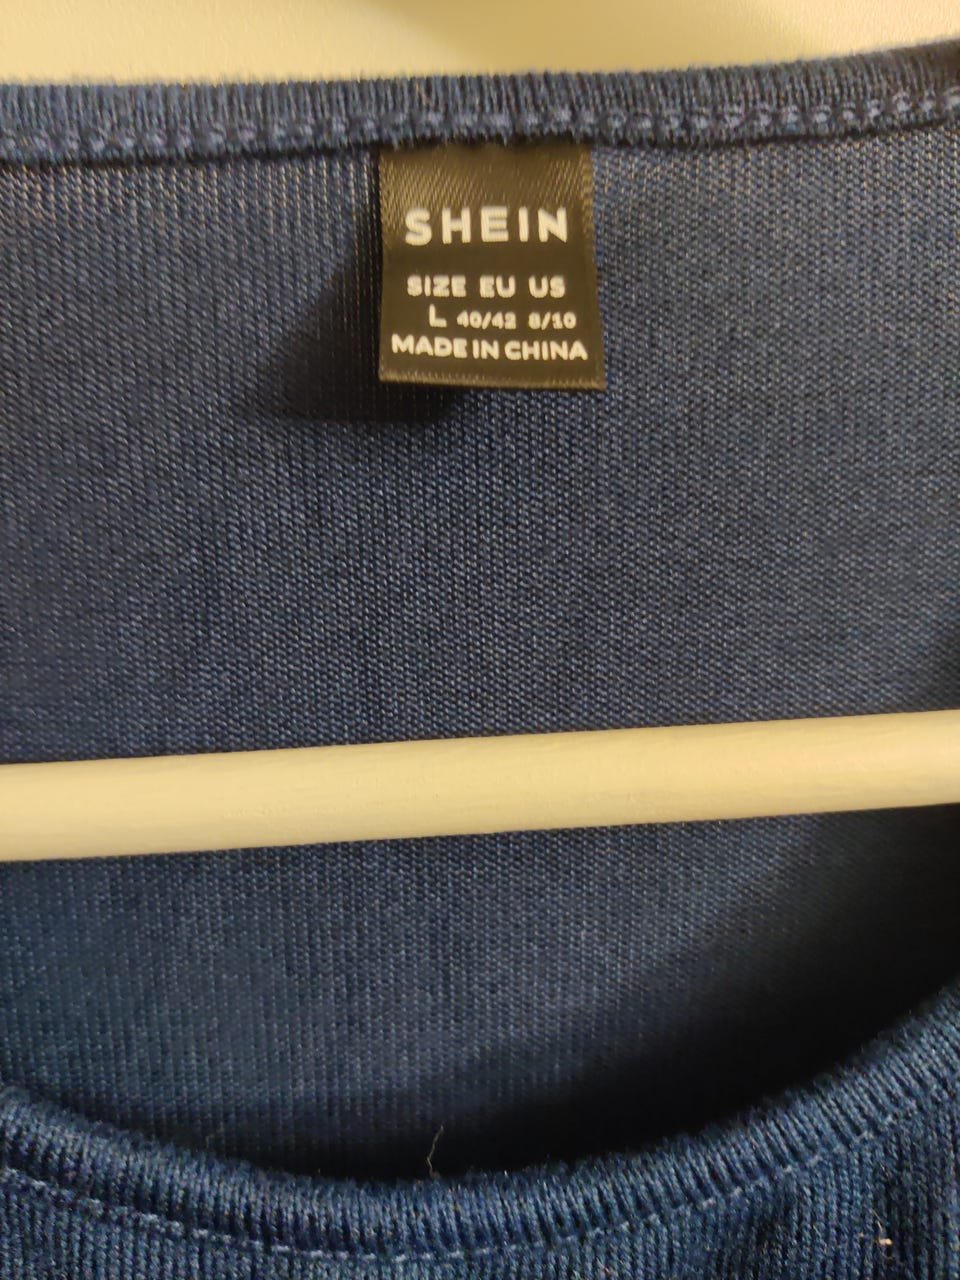 SHEIN
SIZE EU US
L 40/42 8/10
MADE IN CHINA